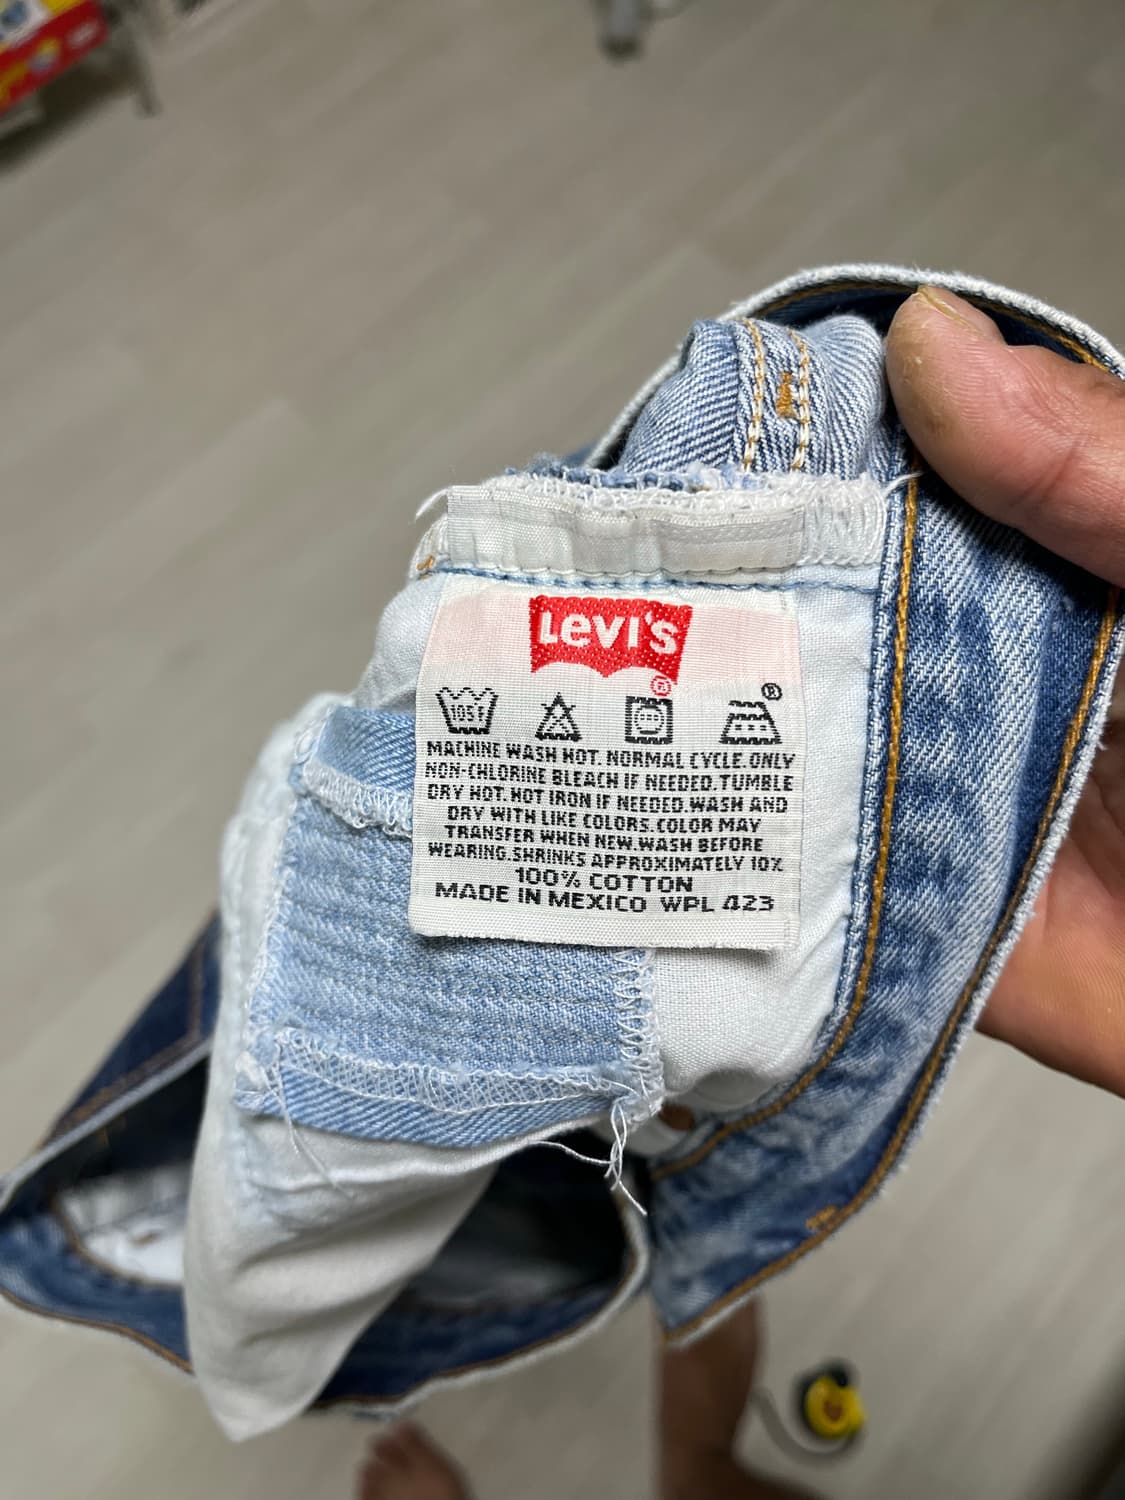 Levi's
®
®
105F
MACHINE WASH HOT. NORMAL CYCLE.ONLY
NON-CHLORINE BLEACH IF NEEDED.TUMBLE
DRY HOT.HOT IRON IF NEEDED.WASH AND
DRY WITH LIKE COLORS.COLOR MAY
TRANSFER WHEN NEW.WASH BEFORE
WEARING.SHRINKS APPROXIMATELY 10%
100% COTTON
MADE IN MEXICO WPL 423